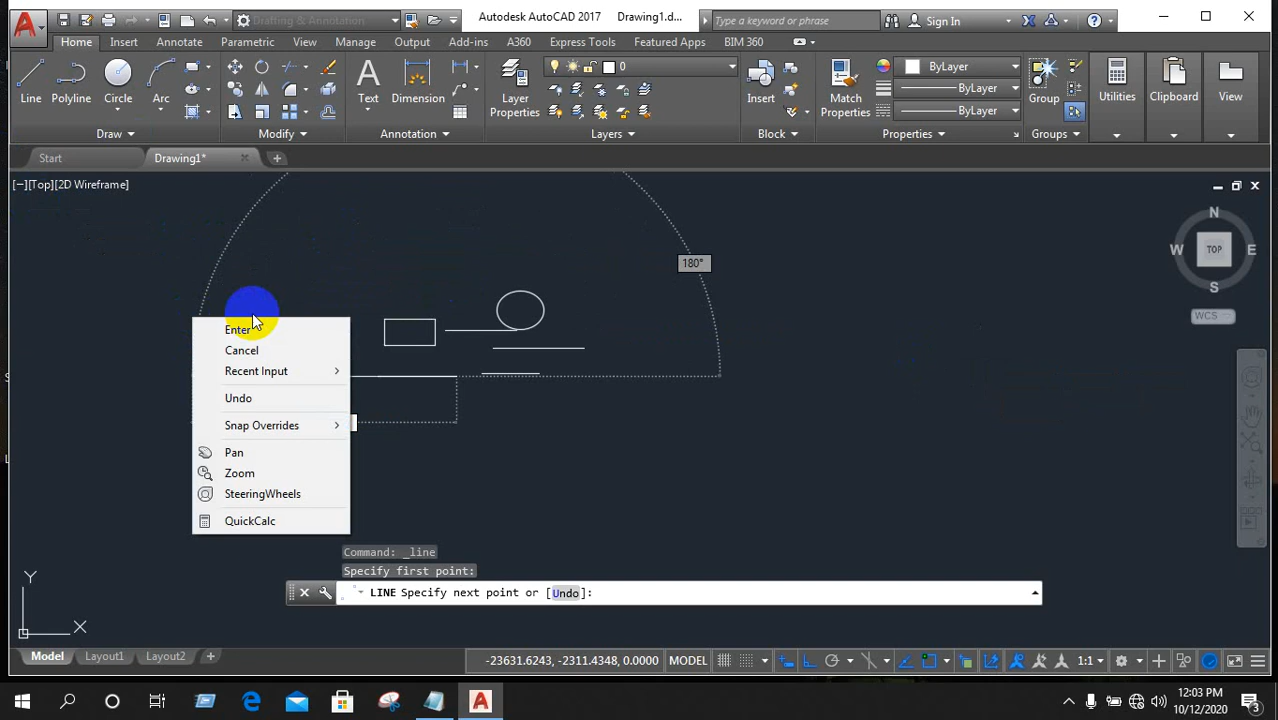 Drafting & Annotation
Autodesk AutoCAD 2017 Drawing1.d...
Type a keyword or phrase
Sign In
Home Insert Annotate Parametric View Manage Output Add-ins A360 Express Tools Featured Apps BIM 360
0
ByLayer
ByLayer
ByLayer
Line Polyline Circle Arc
Text Dimension
Layer
Properties
Insert
Match
Properties
Group
Utilities
Clipboard
View
Draw Modify Annotation Layers Block Properties Groups
Start Drawing1*
[−][Top][2D Wireframe]
N
W TOP E
S
WCS
180°
Enter
Cancel
Recent Input
Undo
Snap Overrides
Pan
Zoom
SteeringWheels
QuickCalc
Command: _line
Specify first point:
LINE Specify next point or [Undo]:
Y
X
Model Layout1 Layout2
-23631.6243, -2311.4348, 0.0000 MODEL 1:1
12:03 PM
10/12/2020
3